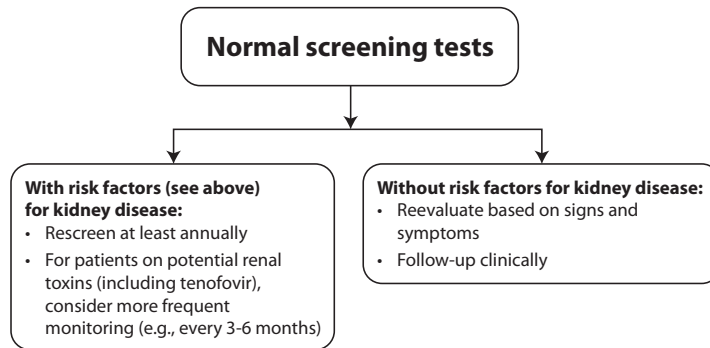 Normal screening tests
With risk factors (see above)
for kidney disease:
• Rescreen at least annually
• For patients on potential renal
toxins (including tenofovir),
consider more frequent
monitoring (e.g., every 3-6 months)
Without risk factors for kidney disease:
• Reevaluate based on signs and
symptoms
• Follow-up clinically